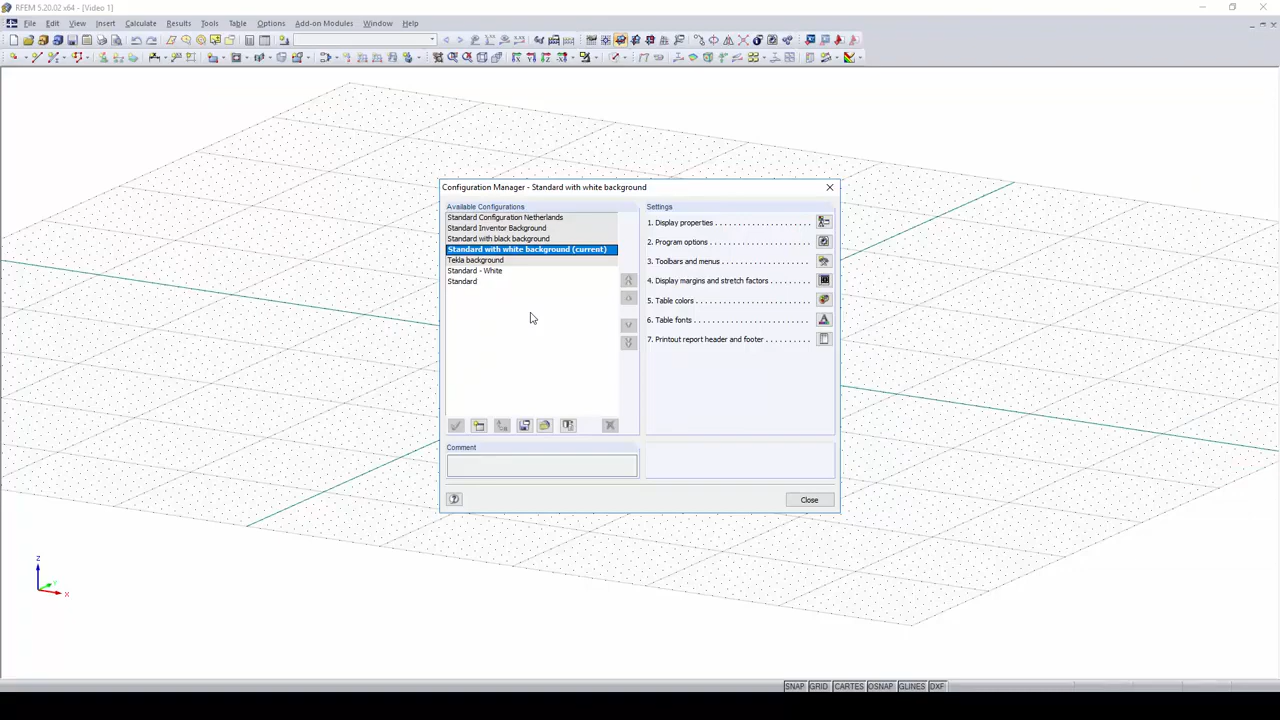 RFEM 5.20.02 x64 - [Video 1]
File Edit View Insert Calculate Results Tools Table Options Add-on Modules Window Help
Configuration Manager - Standard with white background
Available Configurations
Standard Configuration Netherlands
Standard Inventor Background
Standard with black background
Standard with white background (current)
Tekla background
Standard - White
Standard
Settings
1. Display properties
2. Program options
3. Toolbars and menus
4. Display margins and stretch factors
5. Table colors
6. Table fonts
7. Printout report header and footer
Comment
Close
Z
Y
X
SNAP GRID CARTES OSNAP GLINES DXF